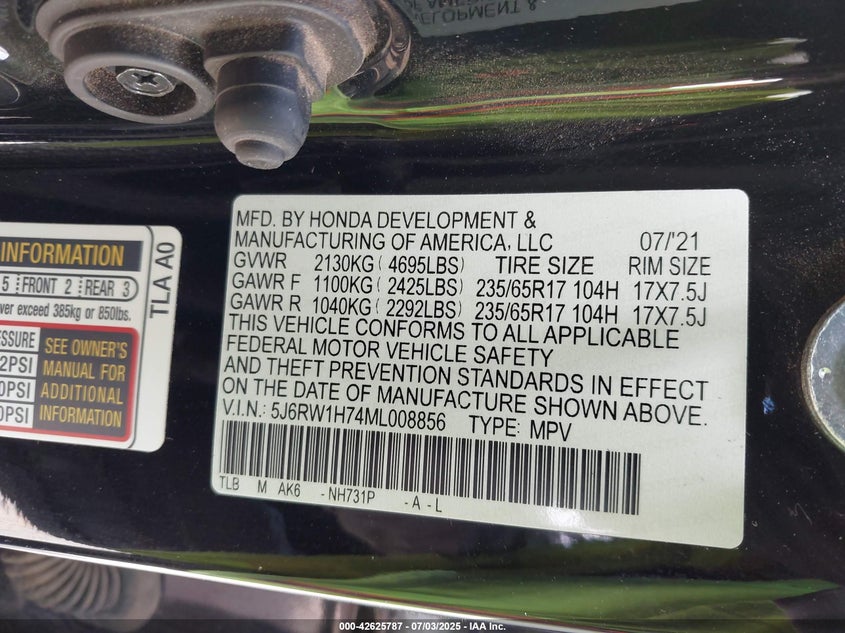 MFD. BY HONDA DEVELOPMENT &
MANUFACTURING OF AMERICA, LLC 07/'21
GVWR 2130KG ( 4695LBS ) TIRE SIZE RIM SIZE
GAWR F 1100KG ( 2425LBS ) 235/65R17 104H 17X7.5J
GAWR R 1040KG ( 2292LBS ) 235/65R17 104H 17X7.5J
THIS VEHICLE CONFORMS TO ALL APPLICABLE
FEDERAL MOTOR VEHICLE SAFETY
AND THEFT PREVENTION STANDARDS IN EFFECT
ON THE DATE OF MANUFACTURE SHOWN ABOVE.
V.I.N.: 5J6RW1H74ML008856 TYPE: MPV
TLB M AK6 - NH731P - A - L
INFORMATION
5 FRONT 2 REAR 3
exceed 385kg or 850lbs.
SEE OWNER'S
MANUAL FOR
ADDITIONAL
INFORMATION
2PSI
0PSI
0PSI
TLA A0
000-42625787 - 07/03/2025 - IAA Inc.